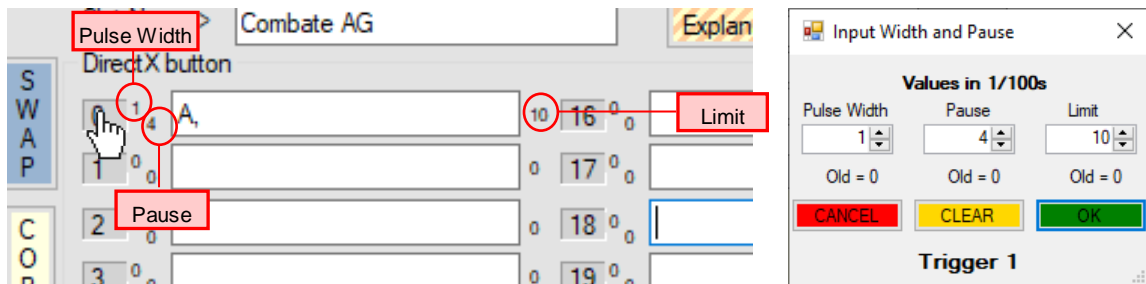 Combate AG
Explan
Pulse Width
DirectX button
SWAP
0 1 4 A, 10 16 0 0
Limit
1 0 0 0 17 0 0
Pause
2 0 0 18 0 0
3 0 0 19 0
CO
Input Width and Pause
Values in 1/100s
Pulse Width Pause Limit
1 4 10
Old = 0 Old = 0 Old = 0
CANCEL CLEAR OK
Trigger 1